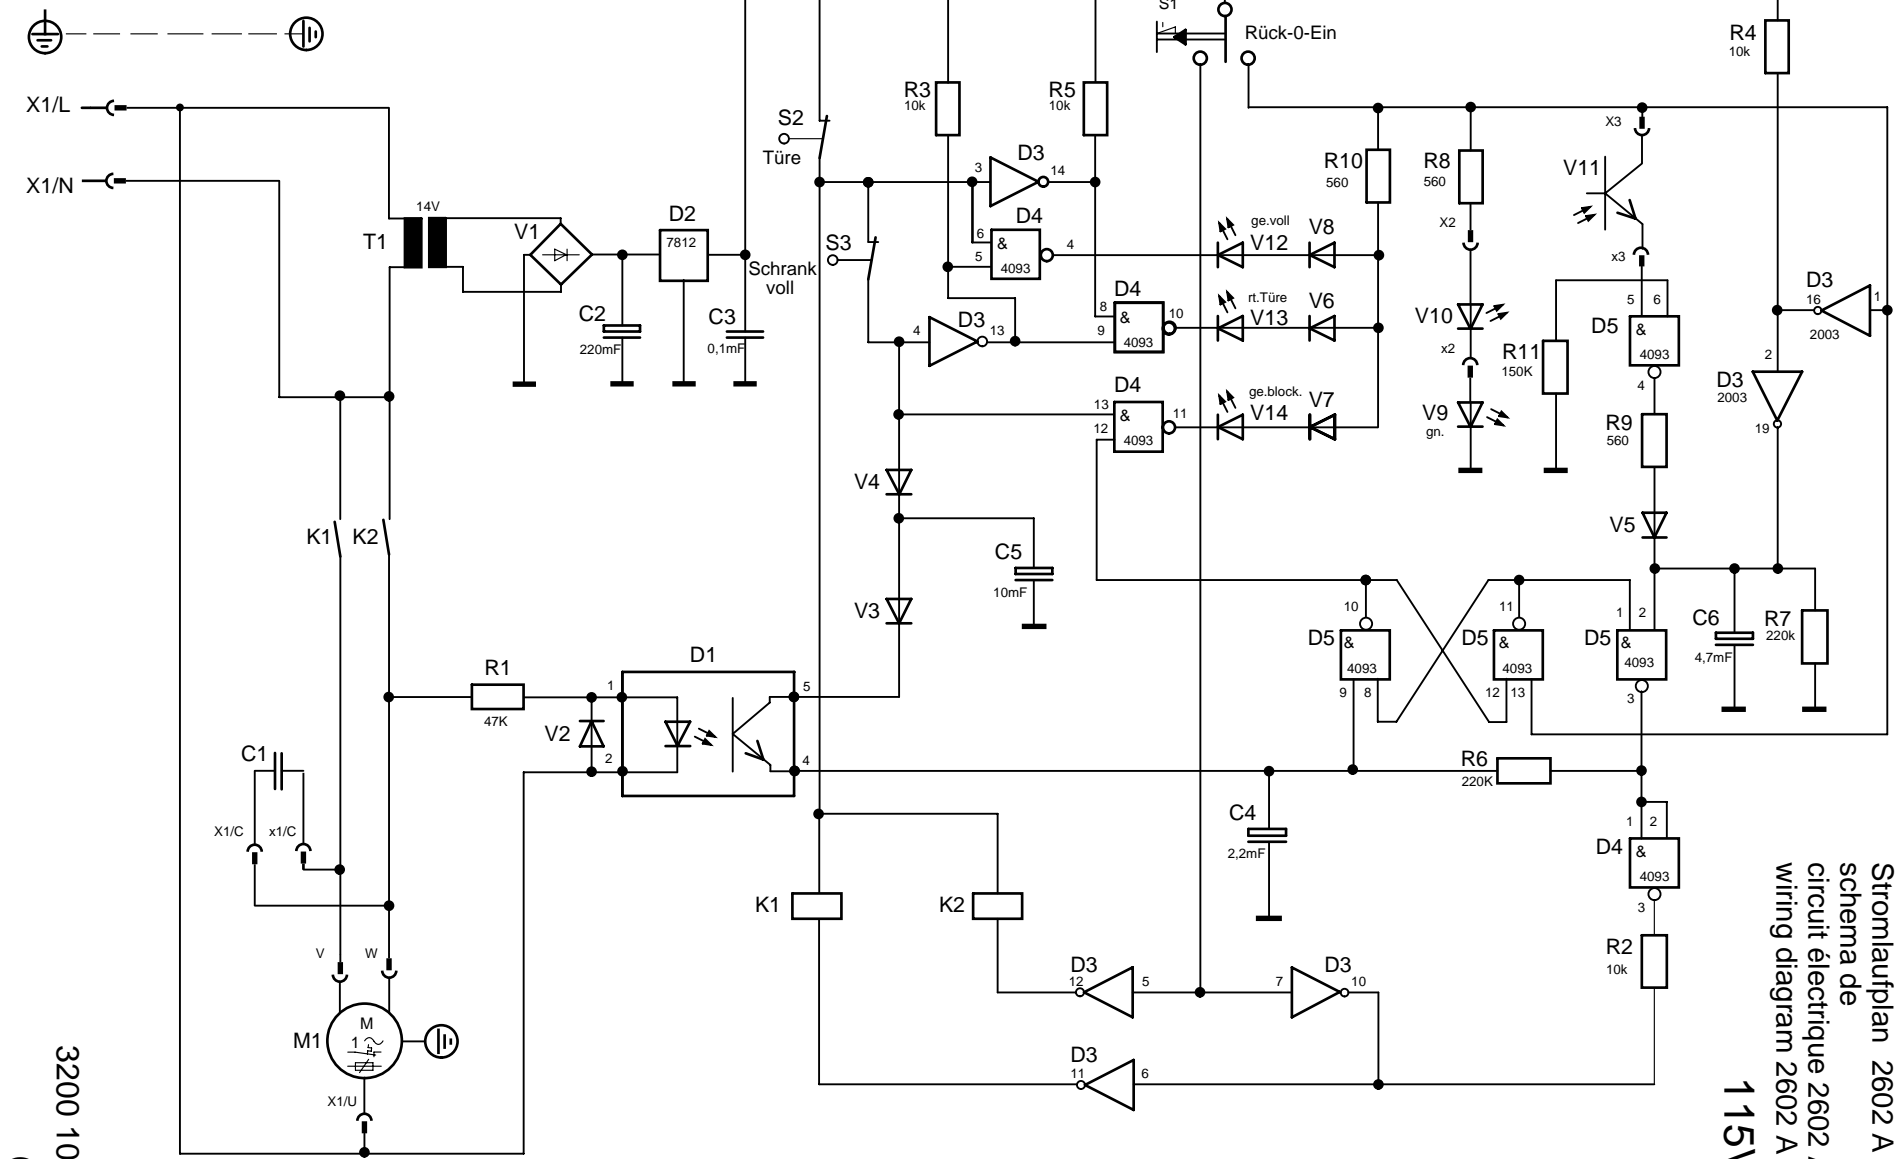 S1
Rück-0-Ein
R4
10k
X1/L
X1/N
S2
Türe
R3
10k
R5
10k
D3
3
14
X3
R10
560
R8
560
V11
X2
14V
T1
V1
D2
7812
D4
6
5
&
4093
4
ge.voll
V12
V8
S3
Schrank
voll
x3
C2
220mF
C3
0,1mF
D3
4
13
D4
8
9
&
4093
10
rt.Türe
V13
V6
V10
x2
R11
150K
5
6
D5
&
4093
4
D3
16
1
2003
2
D3
2003
19
D4
13
12
&
4093
11
ge.block.
V14
V7
V9
gn.
R9
560
V4
V5
K1
K2
C5
10mF
V3
10
D5
&
4093
9
8
11
D5
&
4093
12
13
1
2
D5
&
4093
3
C6
4,7mF
R7
220k
R1
47K
D1
1
2
5
4
V2
C1
X1/C
x1/C
R6
220K
C4
2,2mF
1
2
D4
&
4093
3
K1
K2
R2
10k
V
W
D3
12
5
D3
7
10
M1
M
1
D3
11
6
X1/U
Stromlaufplan 2602 A
schema de
circuit électrique 2602
wiring diagram 2602 A
115
3200 10